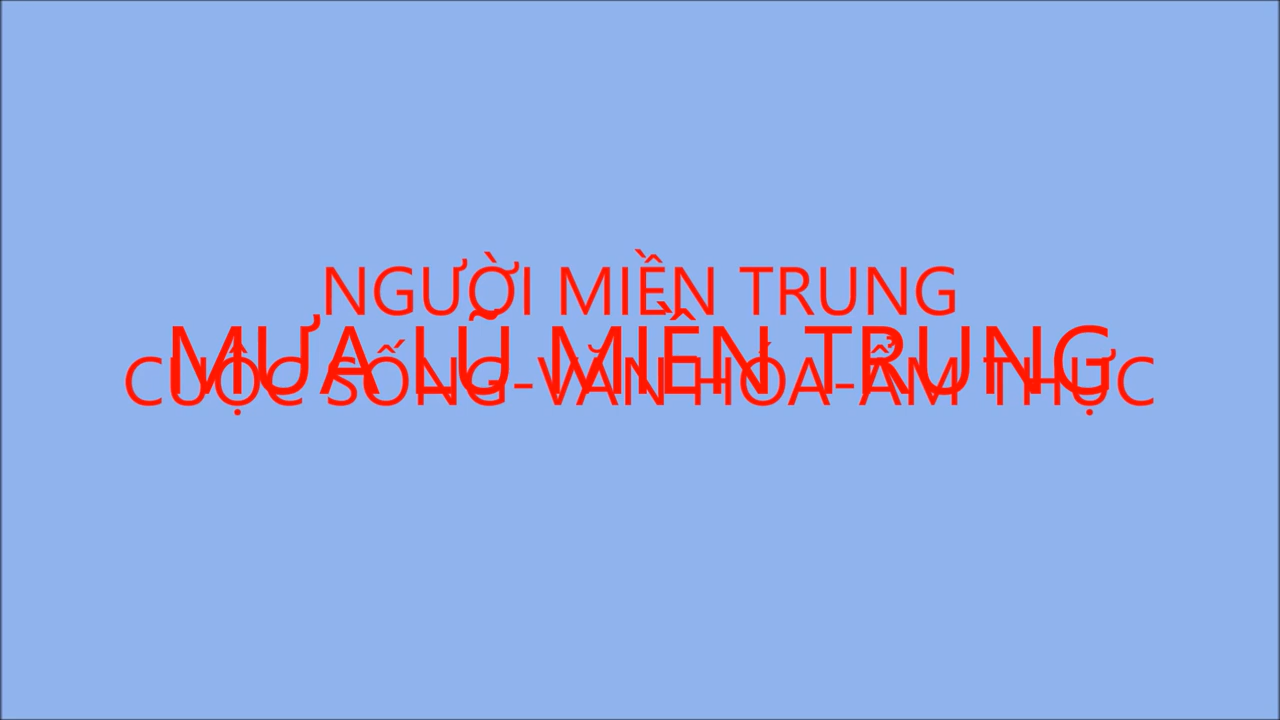 NGƯỜI MIỀN TRUNG
MƯA LŨ MIỀN TRUNG
CUỘC SỐNG-VĂN HÓA-ẨM THỰC